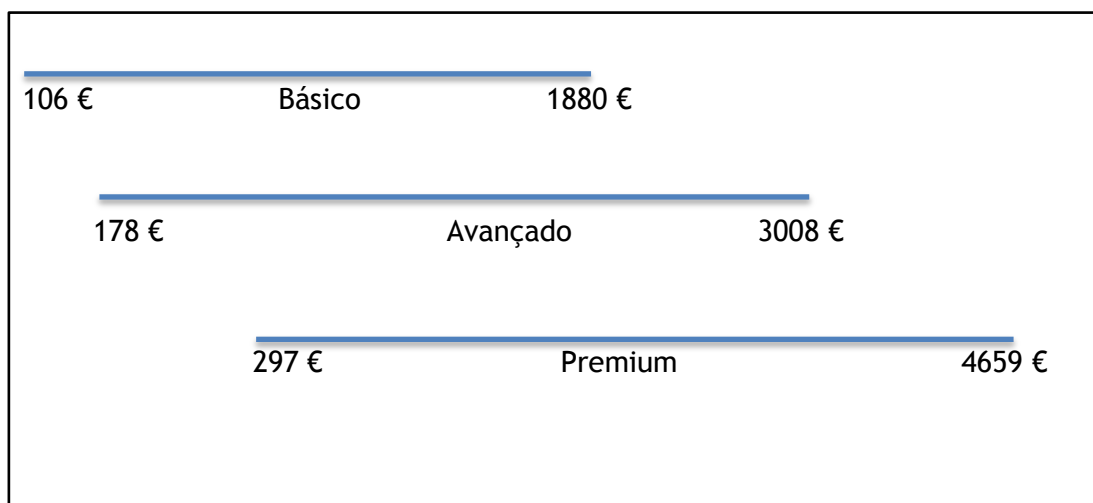 106 € Básico 1880 €
178 € Avançado 3008 €
297 € Premium 4659 €